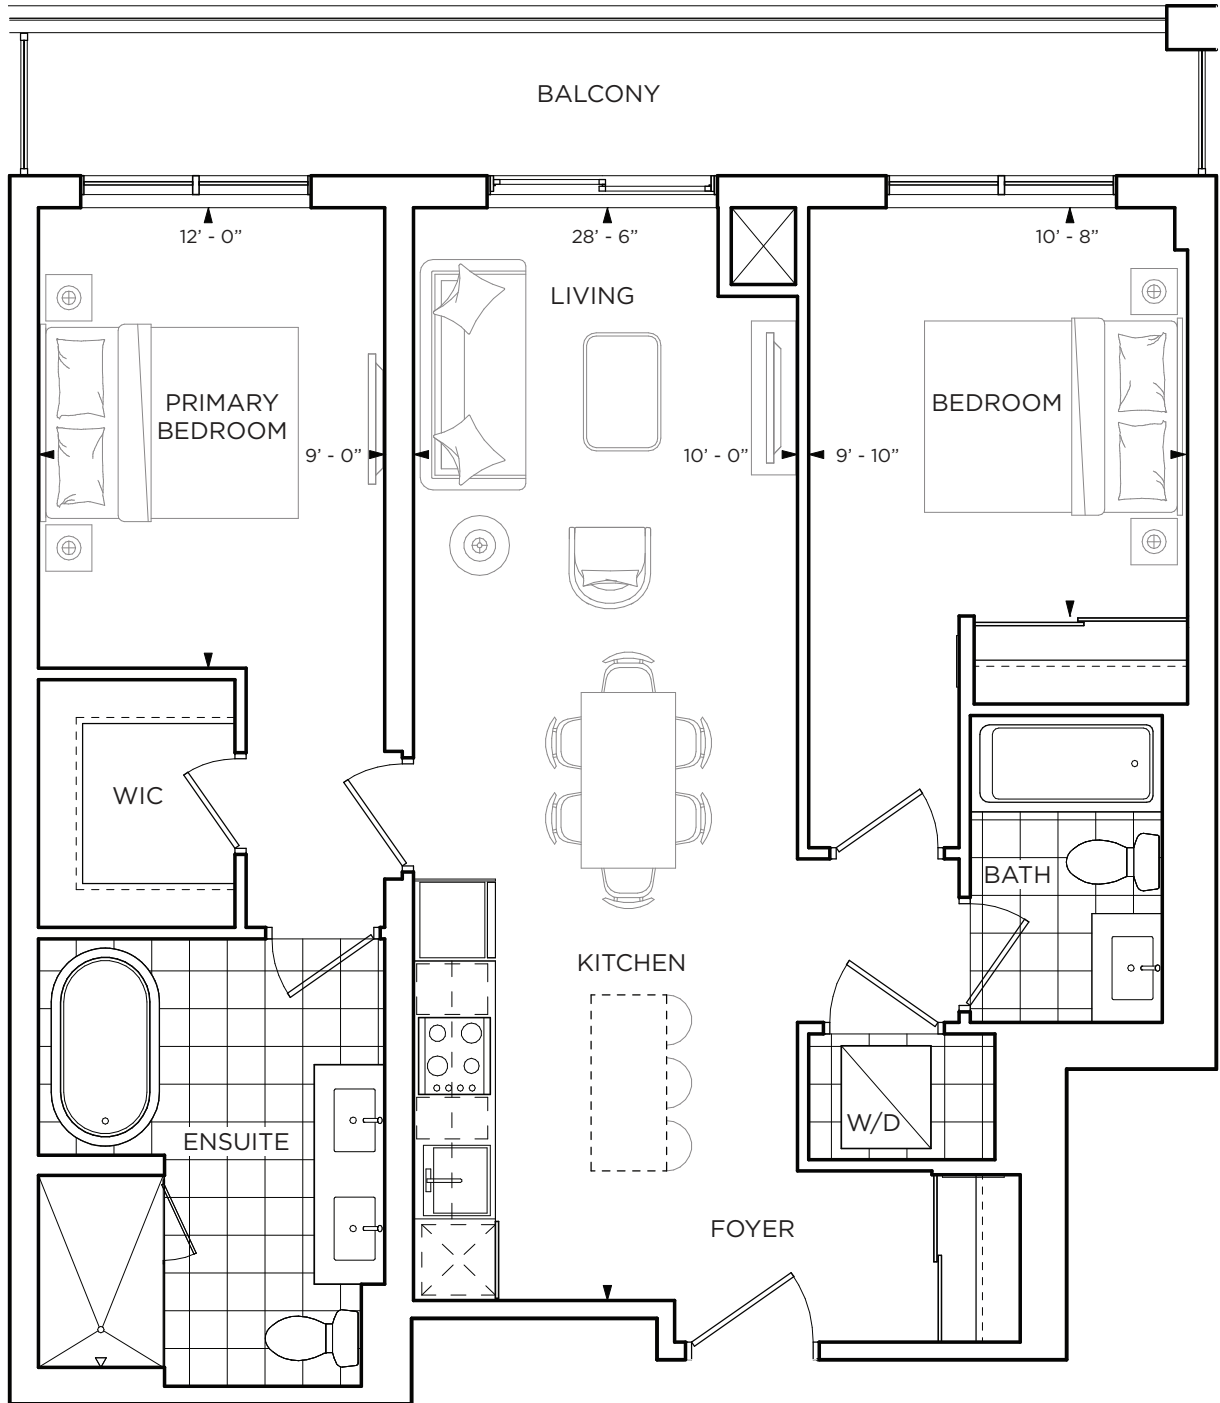 BALCONY
12' - 0”
28' - 6”
10' - 8”
LIVING
PRIMARY
BEDROOM
BEDROOM
9' - 0”
10' - 0”
9' - 10”
WIC
BATH
KITCHEN
W/D
ENSUITE
FOYER